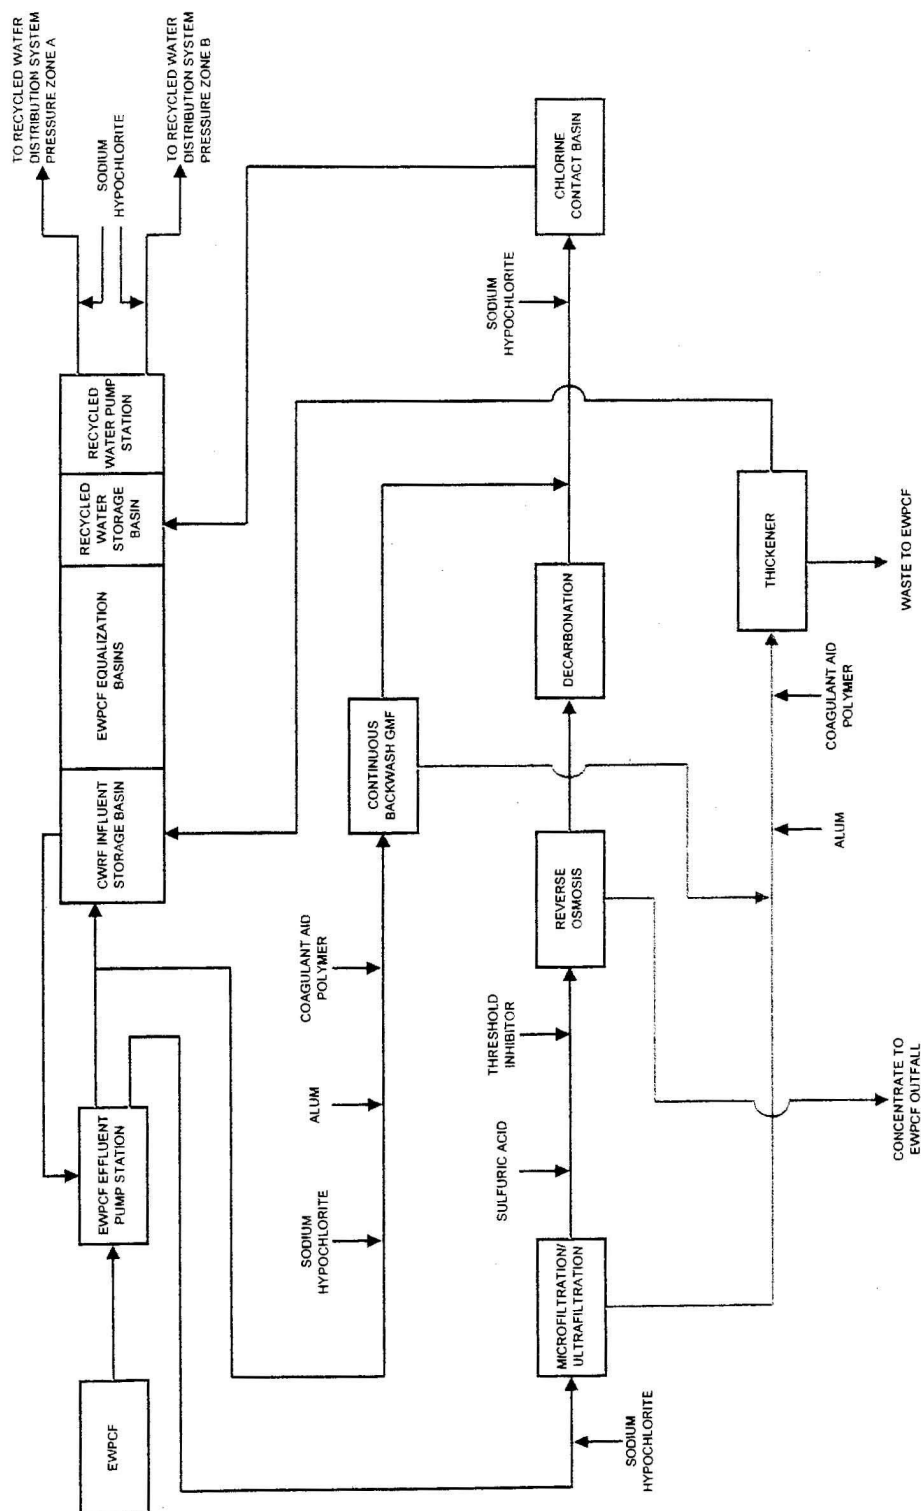 EWPCF
EWPCF EFFLUENT
PUMP STATION
CWRF INFLUENT
STORAGE BASIN
EWPCF EQUALIZATION
BASINS
RECYCLED
WATER
STORAGE
BASIN
RECYCLED
WATER PUMP
STATION
TO RECYCLED WATER
DISTRIBUTION SYSTEM
PRESSURE ZONE A
SODIUM
HYPOCHLORITE
TO RECYCLED WATER
DISTRIBUTION SYSTEM
PRESSURE ZONE B
SODIUM
HYPOCHLORITE
ALUM
COAGULANT AID
POLYMER
CONTINUOUS
BACKWASH GMF
SODIUM
HYPOCHLORITE
MICROFILTRATION/
ULTRAFILTRATION
SULFURIC ACID
THRESHOLD
INHIBITOR
REVERSE
OSMOSIS
DECARBONATION
SODIUM
HYPOCHLORITE
CHLORINE
CONTACT BASIN
ALUM
COAGULANT AID
POLYMER
THICKENER
CONCENTRATE TO
EWPCF OUTFALL
WASTE TO EWPCF